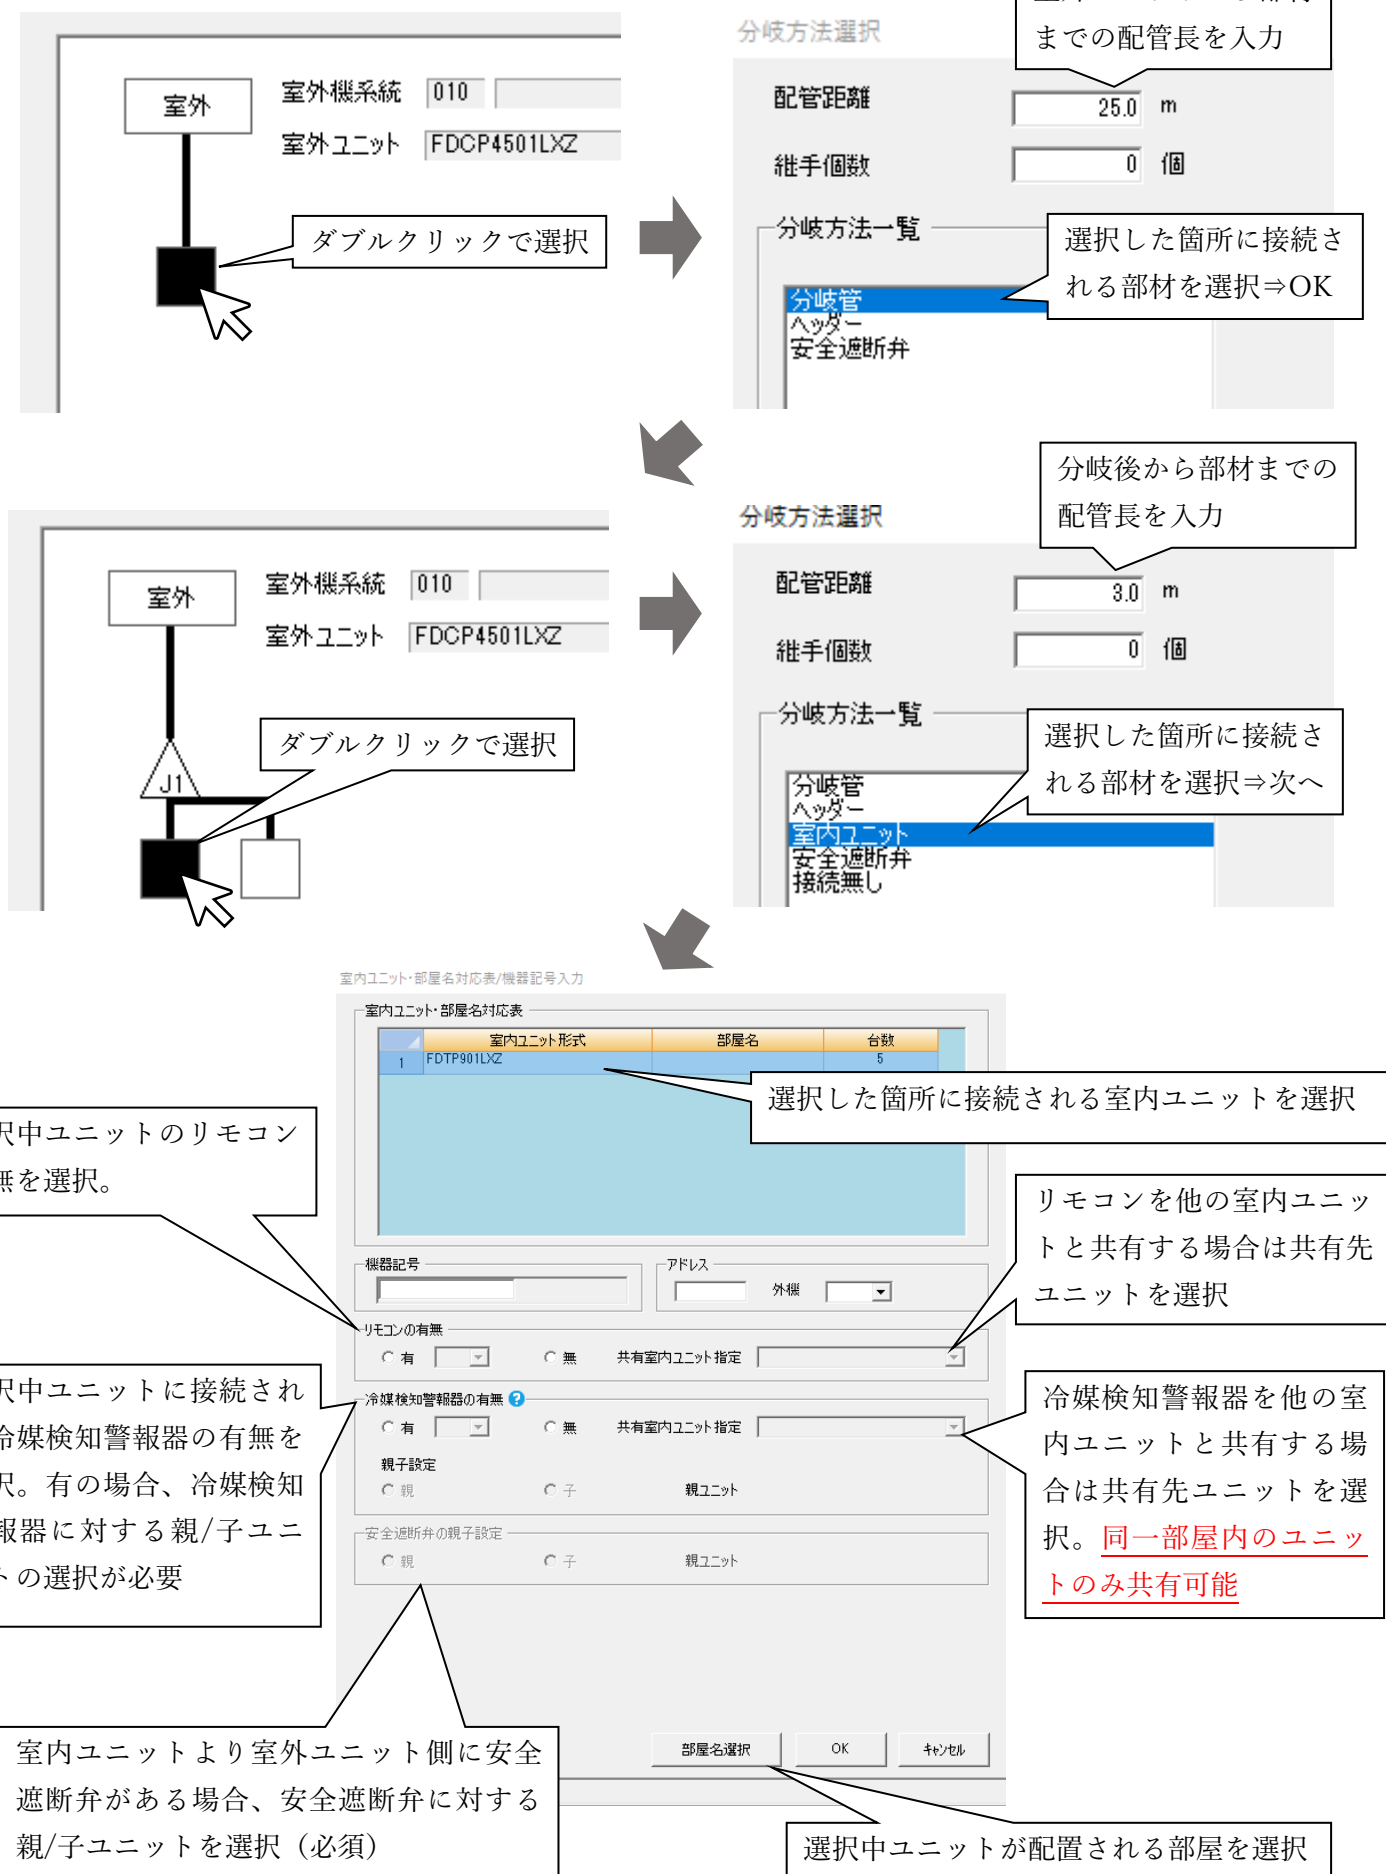 までの配管長を入力
分岐方法選択
室外
室外機系統 010
室外ユニット FDCP4501LXZ
ダブルクリックで選択
配管距離 25.0 m
継手個数 0 個
分岐方法一覧
選択した箇所に接続さ
れる部材を選択⇒OK
分岐管
ヘッダー
安全遮断弁
分岐後から部材までの
配管長を入力
分岐方法選択
室外
室外機系統 010
室外ユニット FDCP4501LXZ
J1
ダブルクリックで選択
配管距離 3.0 m
継手個数 0 個
分岐方法一覧
選択した箇所に接続さ
れる部材を選択⇒次へ
分岐管
ヘッダー
室内ユニット
安全遮断弁
接続無し
室内ユニット・部屋名対応表/機器記号入力
室内ユニット・部屋名対応表
室内ユニット形式 部屋名 台数
1 FDTP901LXZ 5
選択した箇所に接続される室内ユニットを選択
択中ユニットのリモコン
無を選択。
リモコンを他の室内ユニッ
トと共有する場合は共有先
ユニットを選択
機器記号
アドレス
外機
リモコンの有無
有 無 共有室内ユニット指定
冷媒検知警報器の有無 ?
有 無 共有室内ユニット指定
親子設定
親 子 親ユニット
安全遮断弁の親子設定
親 子 親ユニット
択中ユニットに接続され
冷媒検知警報器の有無を
択。有の場合、冷媒検知
報器に対する親/子ユニ
トの選択が必要
冷媒検知警報器を他の室
内ユニットと共有する場
合は共有先ユニットを選
択。同一部屋内のユニッ
トのみ共有可能
部屋名選択 OK キャンセル
室内ユニットより室外ユニット側に安全
遮断弁がある場合、安全遮断弁に対する
親/子ユニットを選択（必須）
選択中ユニットが配置される部屋を選択